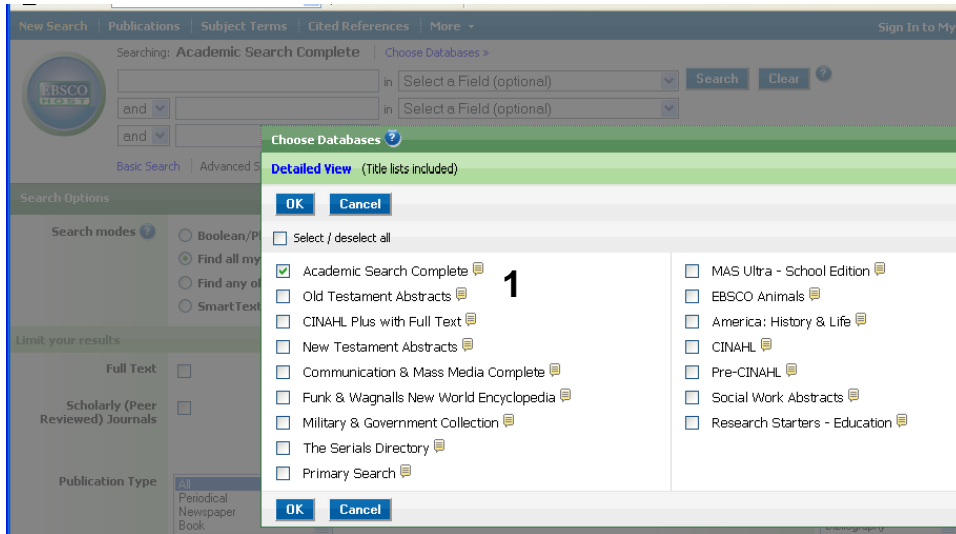 New Search Publications Subject Terms Cited References More Sign In to My
Searching: Academic Search Complete Choose Databases »
in Select a Field (optional) Search Clear ?
EBSCO
HOST
and in Select a Field (optional)
and
Basic Search Advanced S
Choose Databases ?
Detailed View (Title lists included)
OK Cancel
Select / deselect all
Academic Search Complete
1
Old Testament Abstracts
CINAHL Plus with Full Text
New Testament Abstracts
Communication & Mass Media Complete
Funk & Wagnalls New World Encyclopedia
Military & Government Collection
The Serials Directory
Primary Search
MAS Ultra - School Edition
EBSCO Animals
America: History & Life
CINAHL
Pre-CINAHL
Social Work Abstracts
Research Starters - Education
OK Cancel
Search Options
Search modes ?
Boolean/P
Find all my
Find any of
SmartText
Limit your results
Full Text
Scholarly (Peer
Reviewed) Journals
Publication Type
All
Periodical
Newspaper
Book